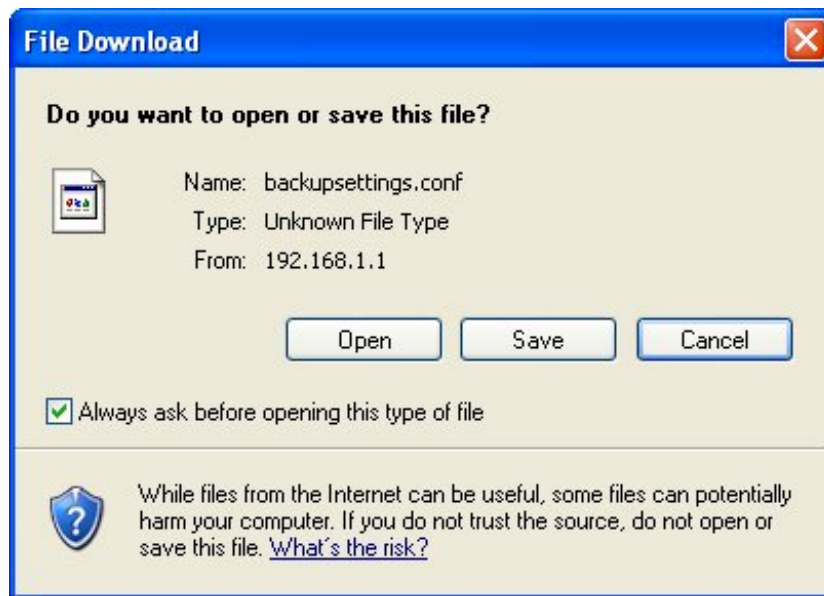 File Download
Do you want to open or save this file?
Name: backupsettings.conf
Type: Unknown File Type
From: 192.168.1.1
Open Save Cancel
Always ask before opening this type of file
While files from the Internet can be useful, some files can potentially
harm your computer. If you do not trust the source, do not open or
save this file. What's the risk?